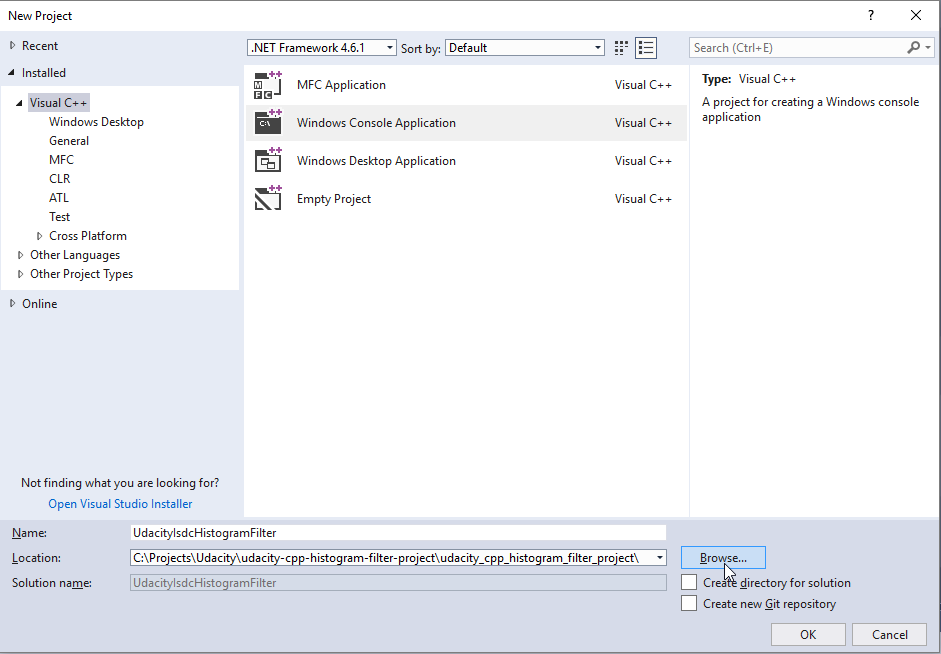 New Project
?
Recent
.NET Framework 4.6.1
Sort by:
Default
Search (Ctrl+E)
Installed
Visual C++
Windows Desktop
General
MFC
CLR
ATL
Test
Cross Platform
Other Languages
Other Project Types
Online
Not finding what you are looking for?
Open Visual Studio Installer
MFC Application Visual C++
Windows Console Application Visual C++
Windows Desktop Application Visual C++
Empty Project Visual C++
Type: Visual C++
A project for creating a Windows console
application
Name: UdacityIsdcHistogramFilter
Location: C:\Projects\Udacity\udacity-cpp-histogram-filter-project\udacity_cpp_histogram_filter_project\
Browse...
Solution name: UdacityIsdcHistogramFilter
Create directory for solution
Create new Git repository
OK
Cancel